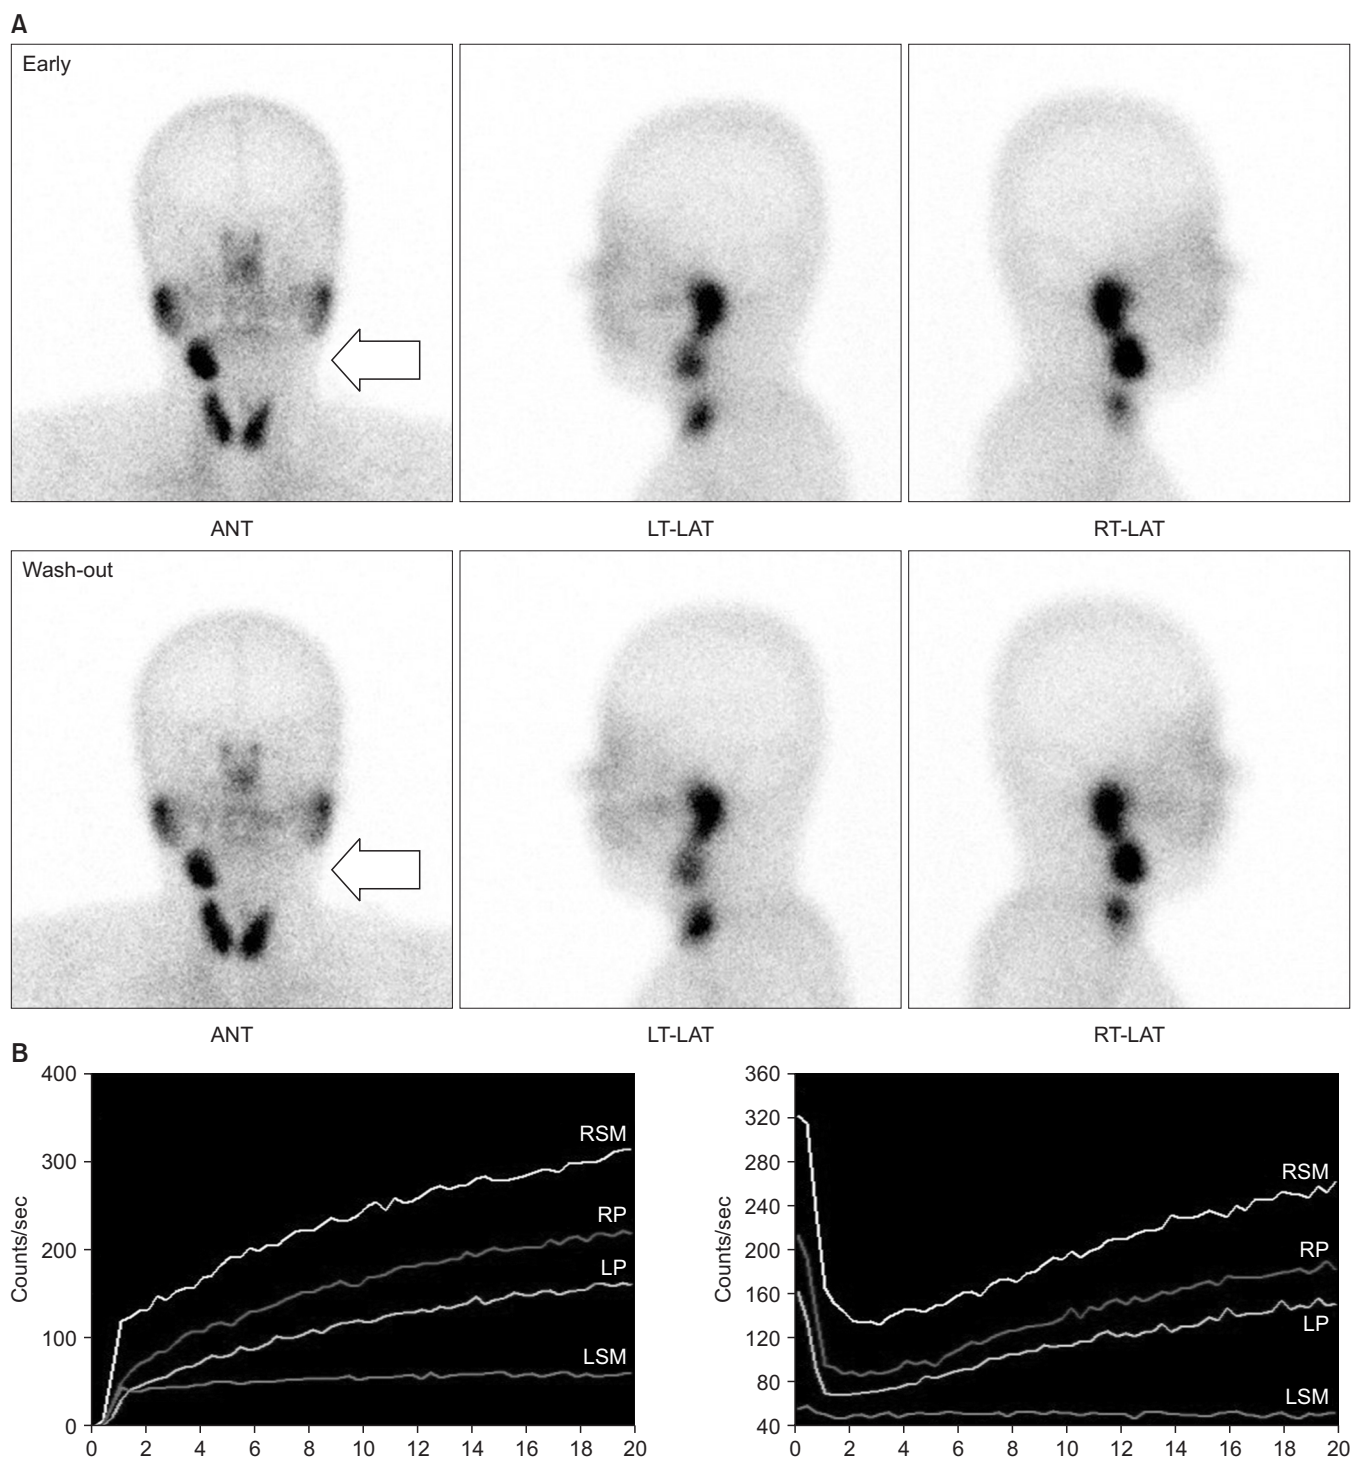 A
Early
ANT
LT-LAT
RT-LAT
Wash-out
ANT
LT-LAT
RT-LAT
B
400
300
200
100
0
Counts/sec
RSM
RP
LP
LSM
0 2 4 6 8 10 12 14 16 18 20
360
320
280
240
200
160
120
80
40
Counts/sec
RSM
RP
LP
LSM
0 2 4 6 8 10 12 14 16 18 20